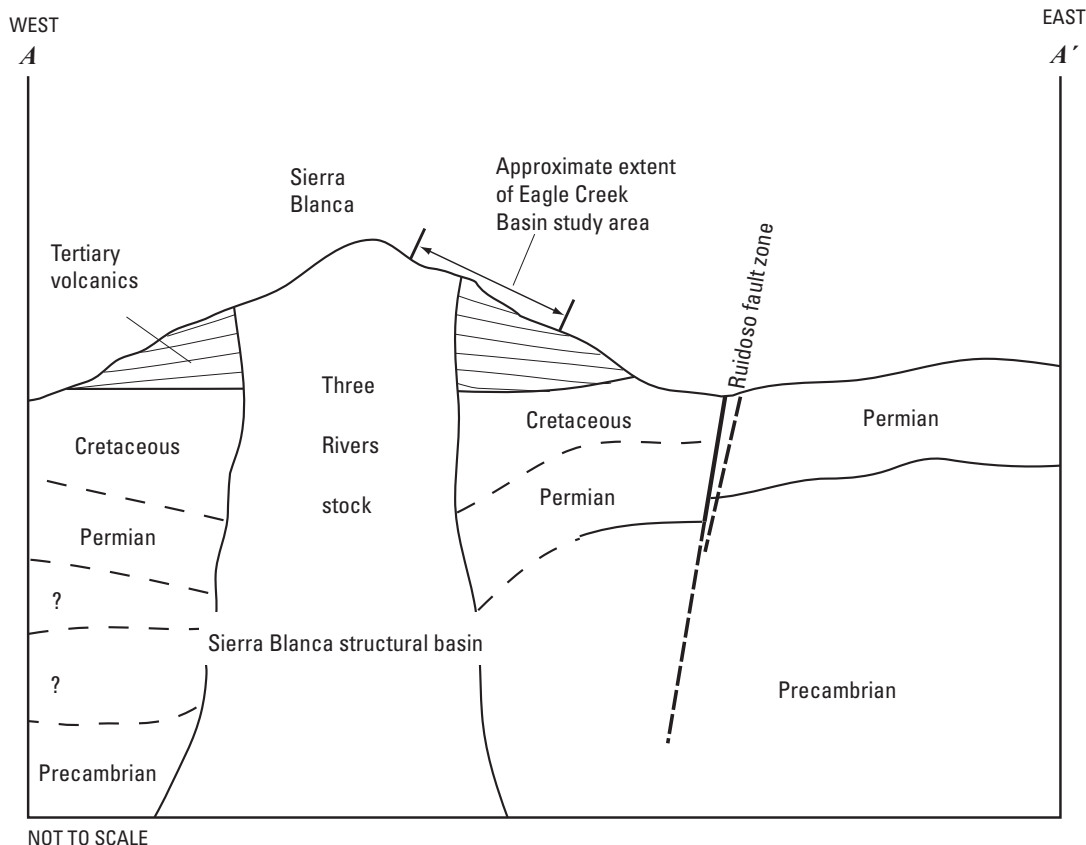 WEST
A
EAST
A′
Sierra
Blanca
Approximate extent
of Eagle Creek
Basin study area
Tertiary
volcanics
Ruidoso fault zone
Three
Rivers
stock
Cretaceous
Permian
?
?
Precambrian
Cretaceous
Permian
Permian
Sierra Blanca structural basin
Precambrian
NOT TO SCALE